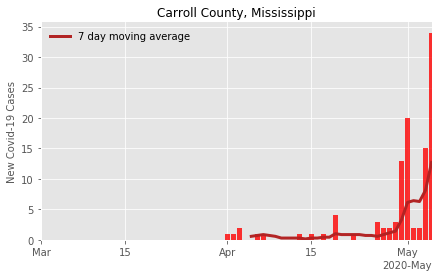 Carroll County, Mississippi
7 day moving average
New Covid-19 Cases
35
30
25
20
15
10
5
0
Mar 15 Apr 15 May
2020-May